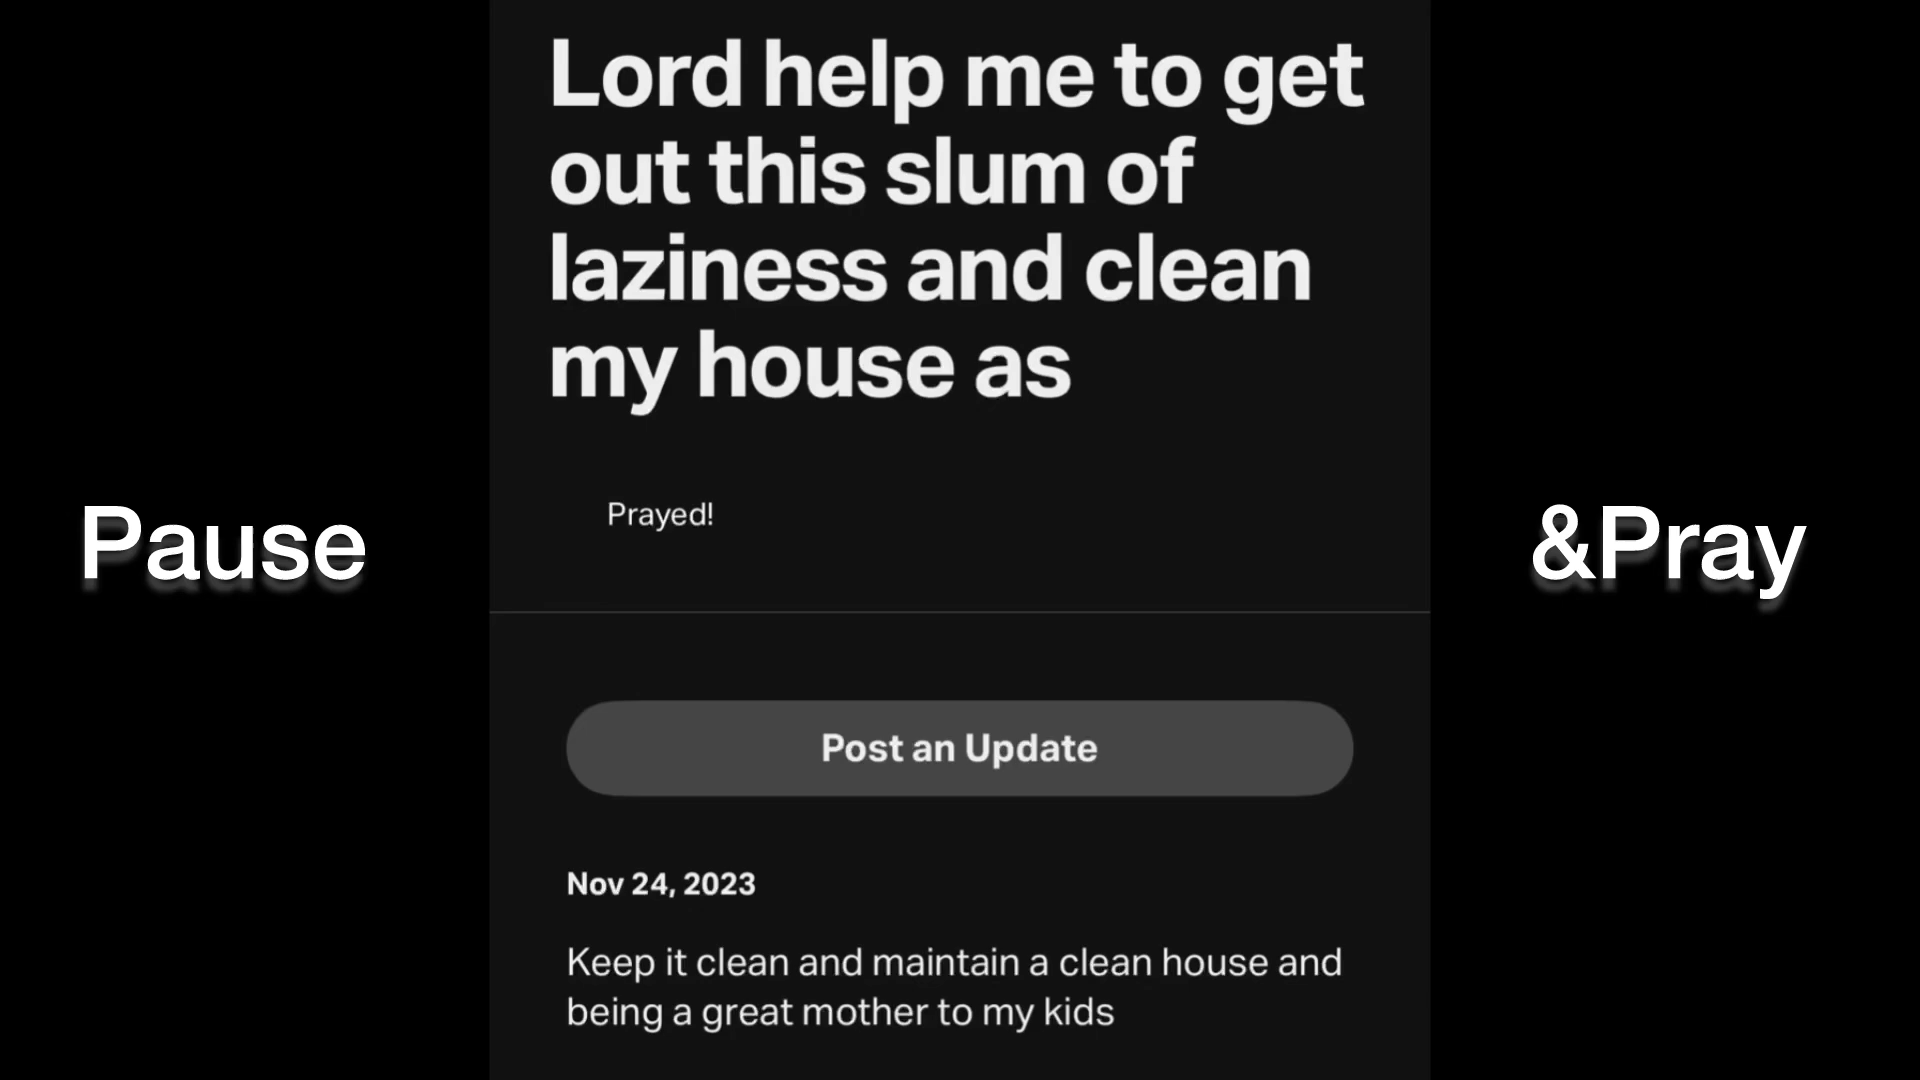 Lord help me to get
out this slum of
laziness and clean
my house as
Prayed!
Pause
&Pray
Post an Update
Nov 24, 2023
Keep it clean and maintain a clean house and
being a great mother to my kids